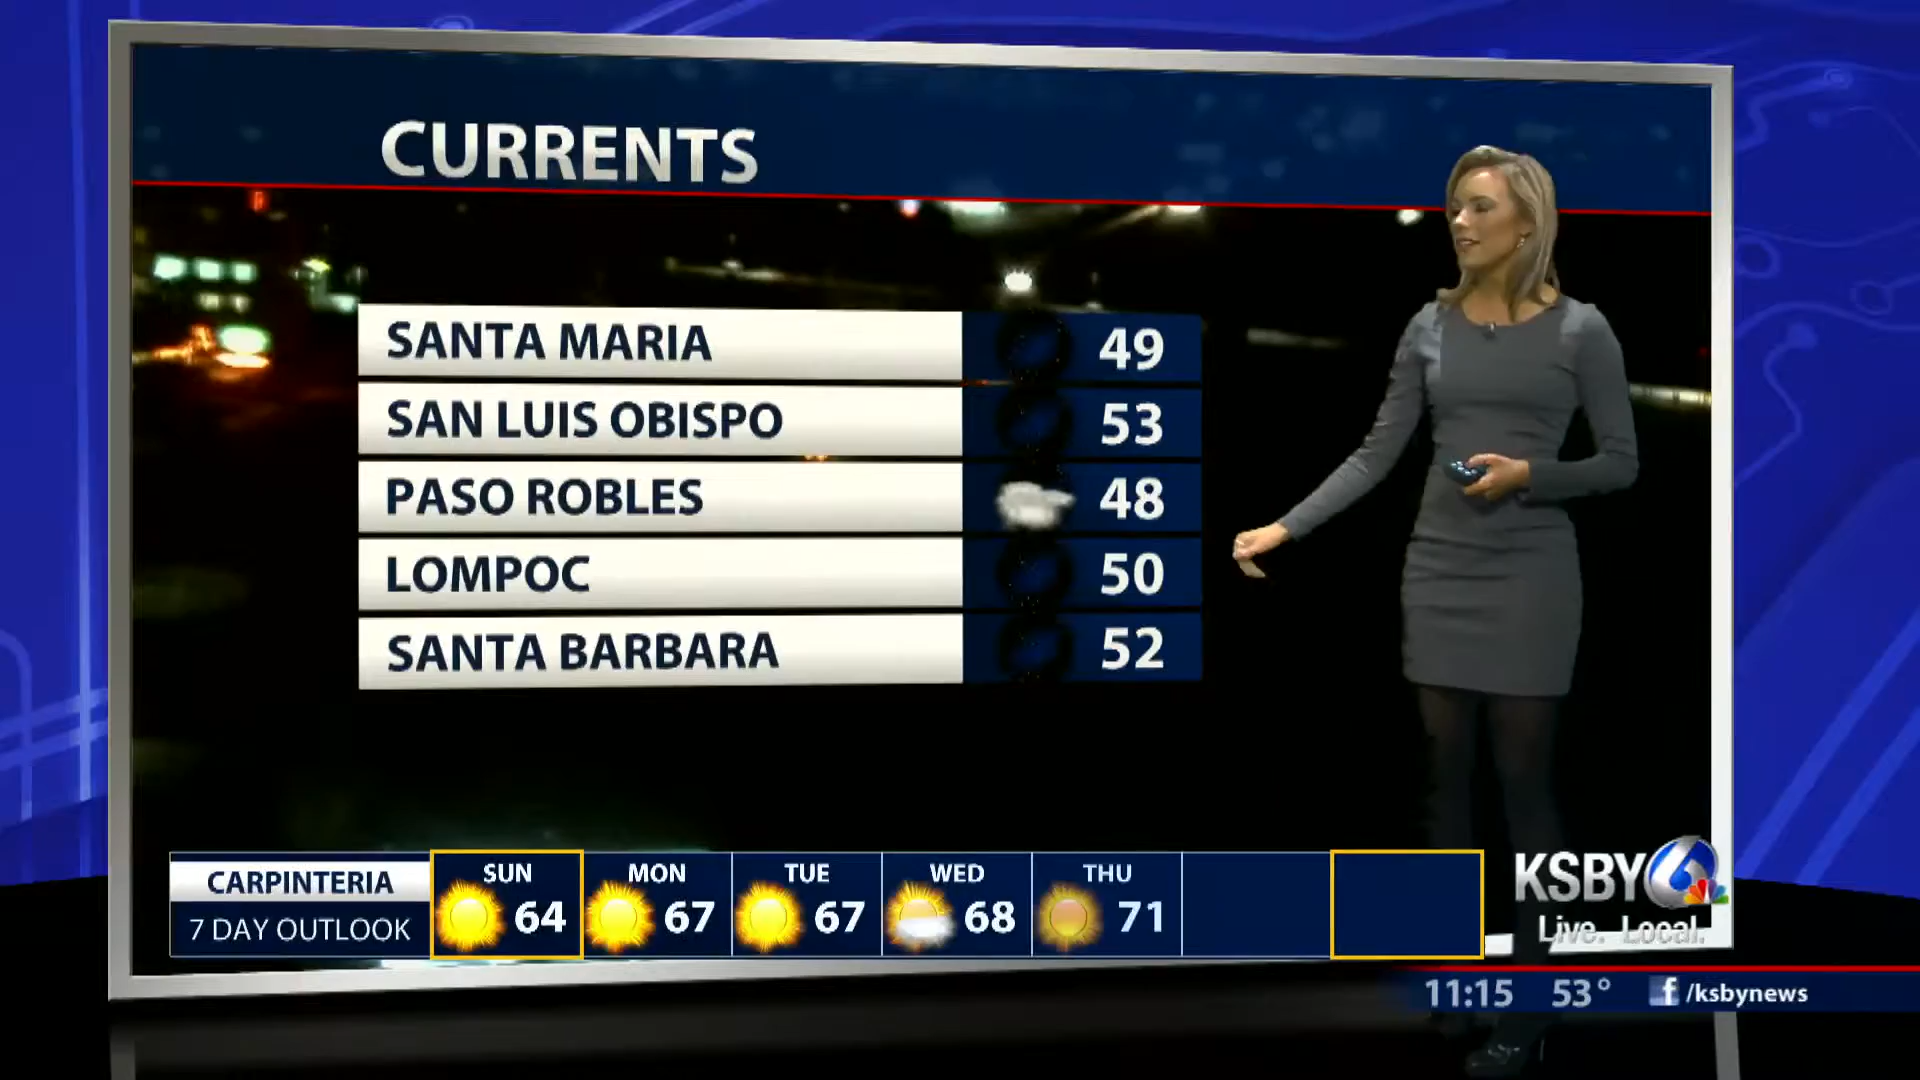 CURRENTS
SANTA MARIA 49
SAN LUIS OBISPO 53
PASO ROBLES 48
LOMPOC 50
SANTA BARBARA 52
CARPINTERIA
7 DAY OUTLOOK
SUN 64
MON 67
TUE 67
WED 68
THU 71
KSBY 6
Live. Local.
11:15 53° f /ksbynews